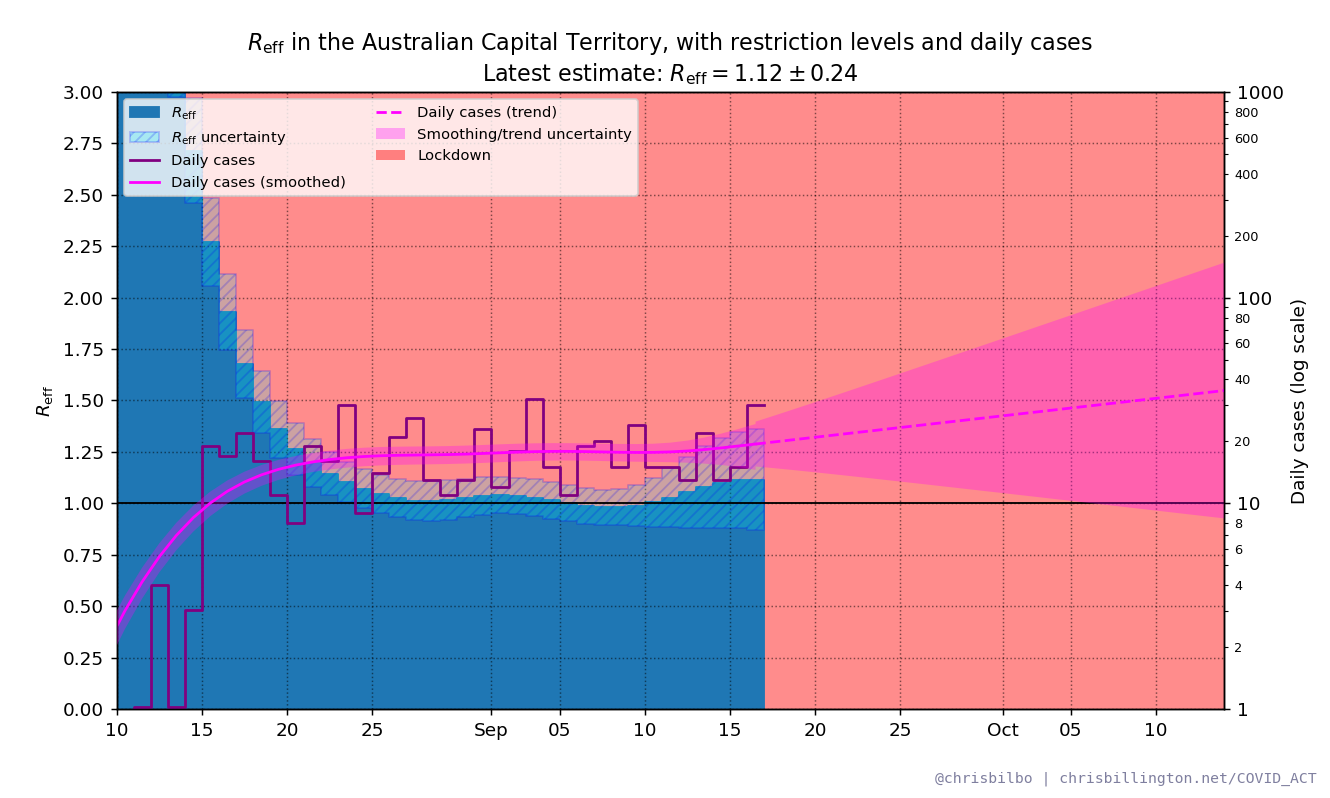 R_eff in the Australian Capital Territory, with restriction levels and daily cases
Latest estimate: R_eff = 1.12 ± 0.24
R_eff
R_eff uncertainty
Daily cases
Daily cases (smoothed)
Daily cases (trend)
Smoothing/trend uncertainty
Lockdown
R_eff
3.00
2.75
2.50
2.25
2.00
1.75
1.50
1.25
1.00
0.75
0.50
0.25
0.00
1000
800
600
400
200
100
80
60
40
20
10
8
6
4
2
1
Daily cases (log scale)
10 15 20 25 Sep 05 10 15 20 25 Oct 05 10
@chrisbilbo | chrisbillington.net/COVID_ACT